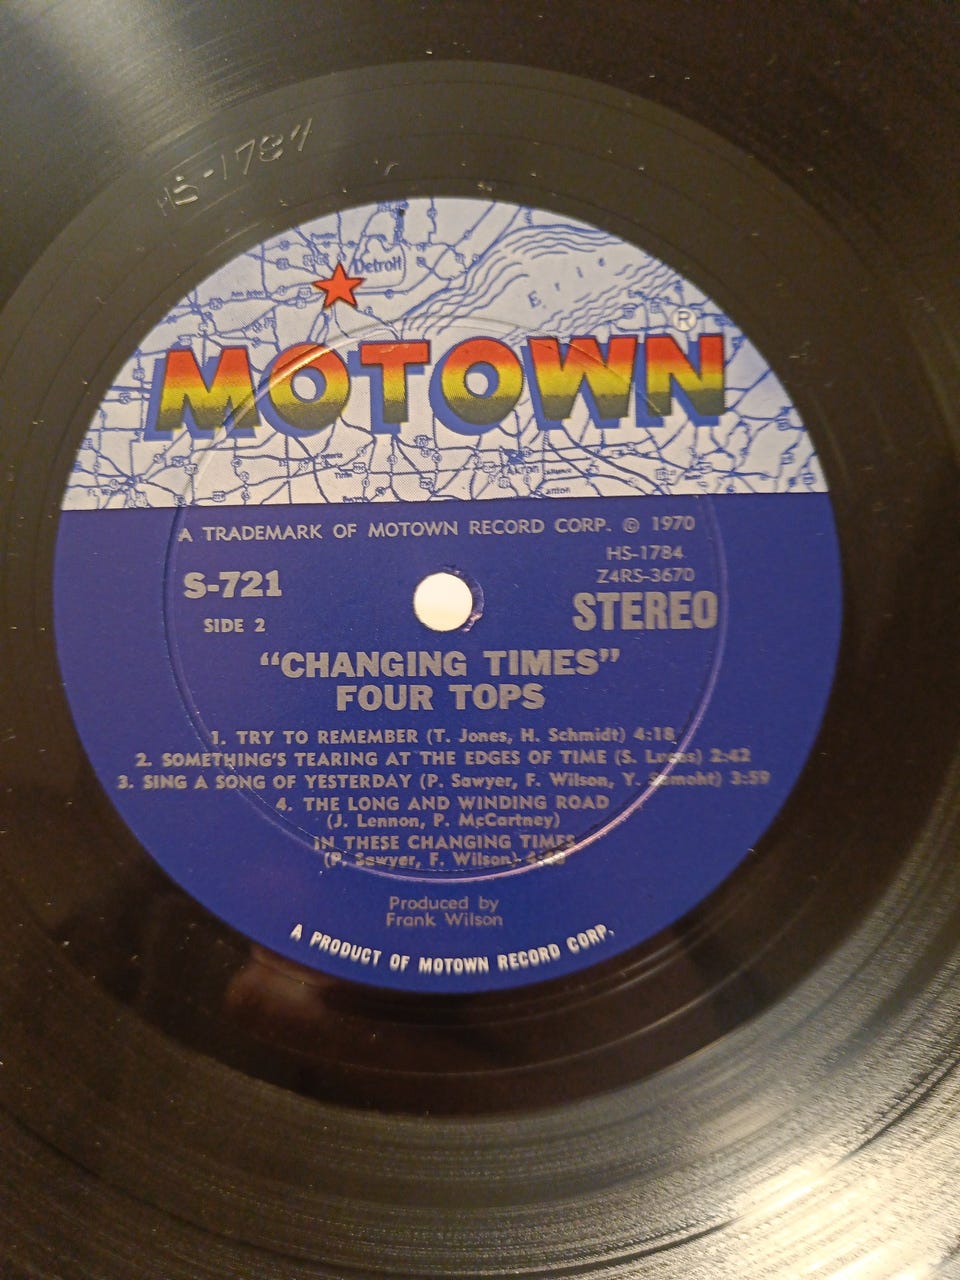 HS-1784
Detroit
Erie
®
MOTOWN
Akron
A TRADEMARK OF MOTOWN RECORD CORP. © 1970
HS-1784
Z4RS-3670
S-721
STEREO
SIDE 2
“CHANGING TIMES”
FOUR TOPS
1. TRY TO REMEMBER (T. Jones, H. Schmidt) 4:18
2. SOMETHING'S TEARING AT THE EDGES OF TIME (S. 2:42
3. SING A SONG OF YESTERDAY (P. Sawyer, F. Wilson, Y. 3:59
4. THE LONG AND WINDING ROAD
(J. Lennon, P. McCartney)
IN THESE CHANGING TIMES
(P. Sawyer, F. Wilson)
Produced by
Frank Wilson
A PRODUCT OF MOTOWN RECORD CORP.